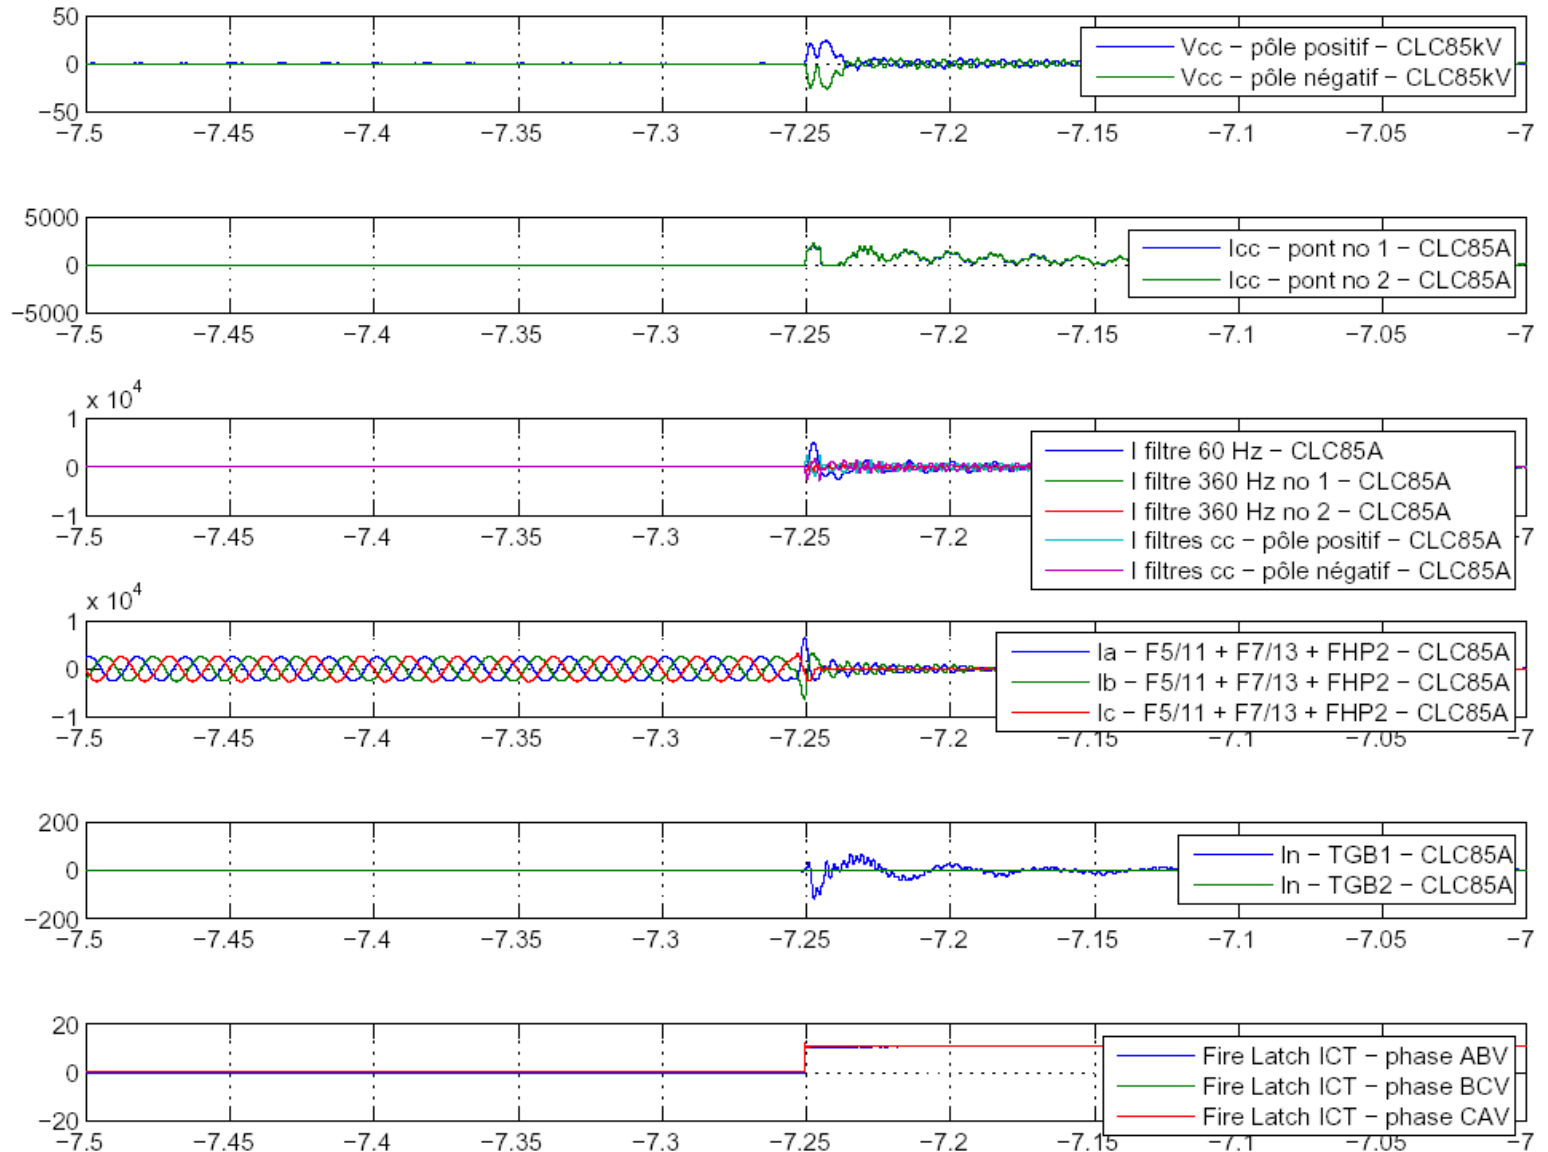 50
0
−50
−7.5 −7.45 −7.4 −7.35 −7.3 −7.25 −7.2 −7.15 −7.1 −7.05 −7
Vcc − pôle positif − CLC85kV
Vcc − pôle négatif − CLC85kV
5000
0
−5000
−7.5 −7.45 −7.4 −7.35 −7.3 −7.25 −7.2 −7.15 −7.1 −7.05 −7
Icc − pont no 1 − CLC85A
Icc − pont no 2 − CLC85A
x 10^4
1
0
−1
−7.5 −7.45 −7.4 −7.35 −7.3 −7.25 −7.2 7
I filtre 60 Hz − CLC85A
I filtre 360 Hz no 1 − CLC85A
I filtre 360 Hz no 2 − CLC85A
I filtres cc − pôle positif − CLC85A
I filtres cc − pôle négatif − CLC85A
x 10^4
1
0
−1
−7.5 −7.45 −7.4 −7.35 −7.3 −7.25 −7.2 −7.15 −7.1 −7.05 −7
Ia − F5/11 + F7/13 + FHP2 − CLC85A
Ib − F5/11 + F7/13 + FHP2 − CLC85A
Ic − F5/11 + F7/13 + FHP2 − CLC85A
200
0
−200
−7.5 −7.45 −7.4 −7.35 −7.3 −7.25 −7.2 −7.15 −7.1 −7.05 −7
In − TGB1 − CLC85A
In − TGB2 − CLC85A
20
0
−20
−7.5 −7.45 −7.4 −7.35 −7.3 −7.25 −7.2 −7.15 −7.1 −7.05 −7
Fire Latch ICT − phase ABV
Fire Latch ICT − phase BCV
Fire Latch ICT − phase CAV